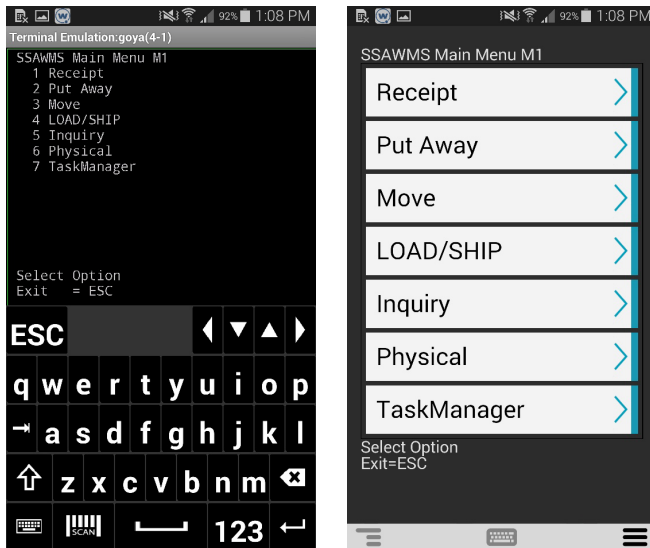 92% 1:08 PM
Terminal Emulation:goya(4-1)
SSAWMS Main Menu M1
1 Receipt
2 Put Away
3 Move
4 LOAD/SHIP
5 Inquiry
6 Physical
7 TaskManager
Select Option
Exit = ESC
ESC
q w e r t y u i o p
a s d f g h j k l
z x c v b n m
SCAN 123
92% 1:08 PM
SSAWMS Main Menu M1
Receipt
Put Away
Move
LOAD/SHIP
Inquiry
Physical
TaskManager
Select Option
Exit=ESC